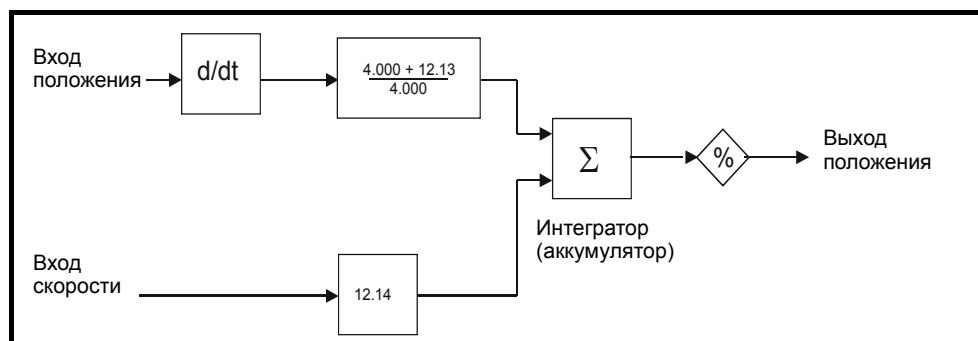 Вход
положения
d/dt
4.000 + 12.13
4.000
Σ
%
Выход
положения
Интегратор
(аккумулятор)
Вход
скорости
12.14